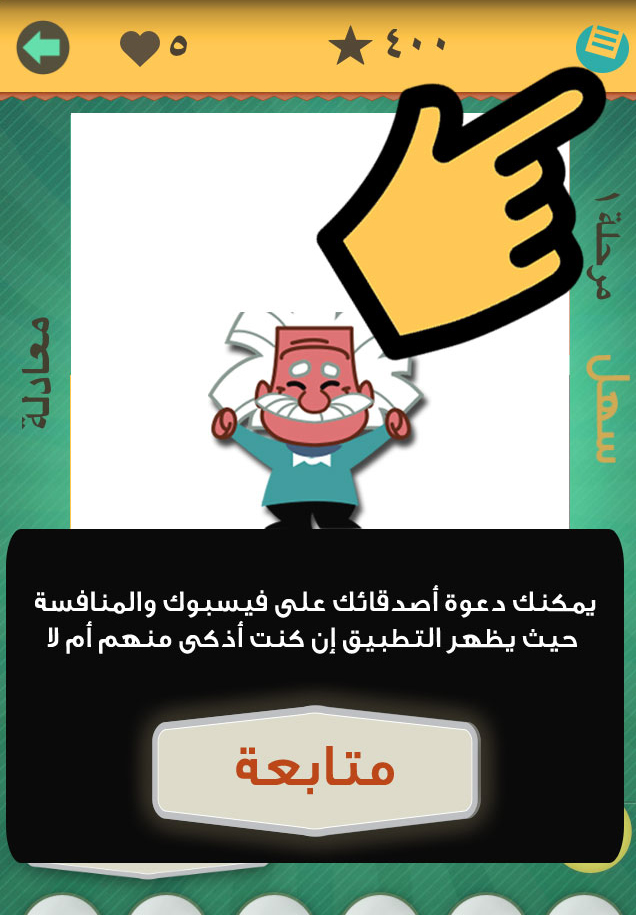 ٥
٤٠٠
مرحلة ١
سهل
معادلة
يمكنك دعوة أصدقائك على فيسبوك والمنافسة
حيث يظهر التطبيق إن كنت أذكى منهم أم لا
متابعة